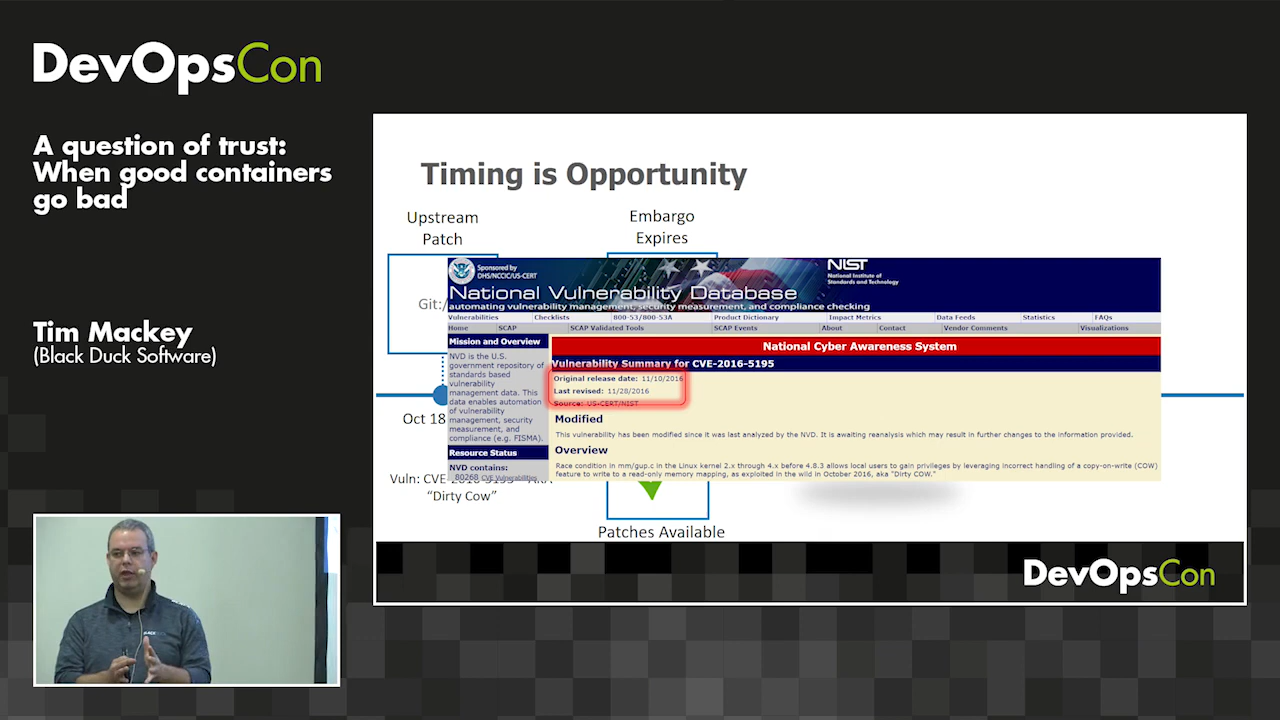 DevOpsCon
A question of trust:
When good containers
go bad
Tim Mackey
(Black Duck Software)
Timing is Opportunity
Upstream
Patch
Embargo
Expires
Git:/
Sponsored by
DHS/NCCIC/US-CERT
NIST
National Institute of
Standards and Technology
National Vulnerability Database
automating vulnerability management, security measurement, and compliance checking
Vulnerabilities Checklists 800-53/800-53A Product Dictionary Impact Metrics Data Feeds Statistics FAQs
Home SCAP SCAP Validated Tools SCAP Events About Contact Vendor Comments Visualizations
Mission and Overview
NVD is the U.S.
government repository of
standards based
vulnerability
management data. This
data enables automation
of vulnerability
management, security
measurement, and
compliance (e.g. FISMA).
Resource Status
NVD contains:
80268 CVE Vulnerabilities
National Cyber Awareness System
Vulnerability Summary for CVE-2016-5195
Original release date: 11/10/2016
Last revised: 11/28/2016
Source: US-CERT/NIST
Modified
This vulnerability has been modified since it was last analyzed by the NVD. It is awaiting reanalysis which may result in further changes to the information provided.
Overview
Race condition in mm/gup.c in the Linux kernel 2.x through 4.x before 4.8.3 allows local users to gain privileges by leveraging incorrect handling of a copy-on-write (COW)
feature to write to a read-only memory mapping, as exploited in the wild in October 2016, aka "Dirty COW."
Oct 18
Vuln: CVE-2016-5195 – AKA
“Dirty Cow”
Patches Available
DevOpsCon